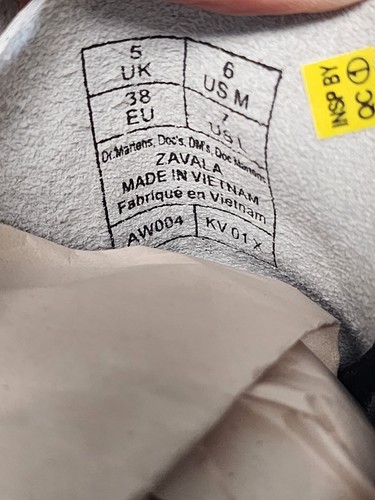 5
UK
6
US M
38
EU
7
US L
Dr.Martens, Doc's, DM's, Doc Martens
ZAVALA
MADE IN VIETNAM
Fabriqué en Vietnam
AW004
KV 01 X
INSP BY
QC 1